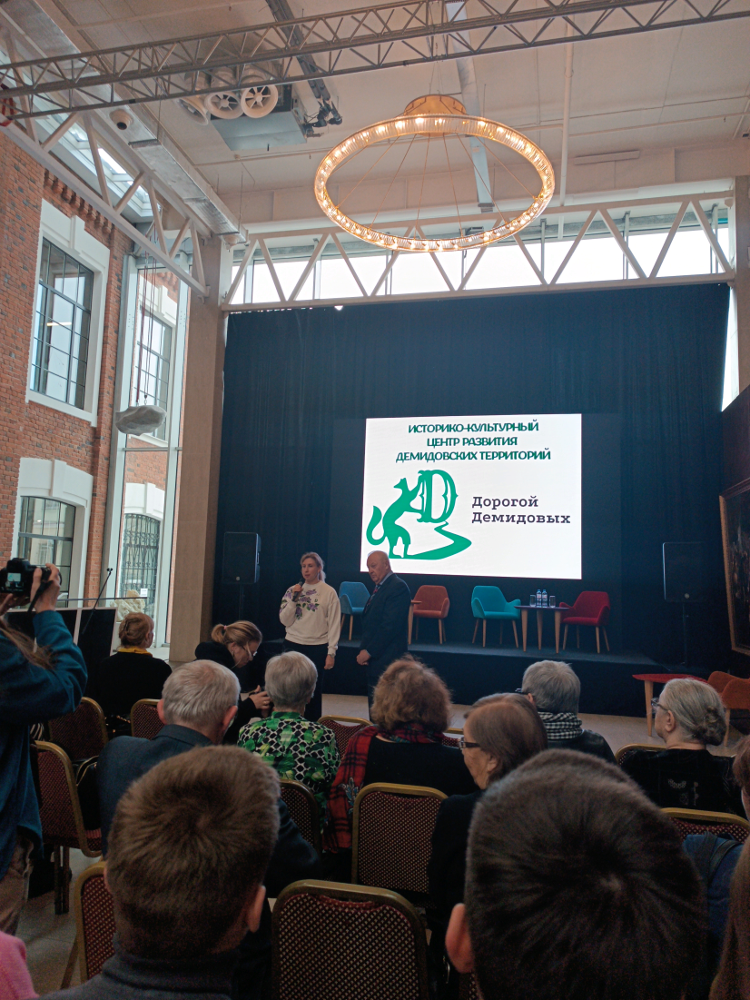 ИСТОРИКО-КУЛЬТУРНЫЙ
ЦЕНТР РАЗВИТИЯ
ДЕМИДОВСКИХ ТЕРРИТОРИЙ
D
Дорогой
Демидовых